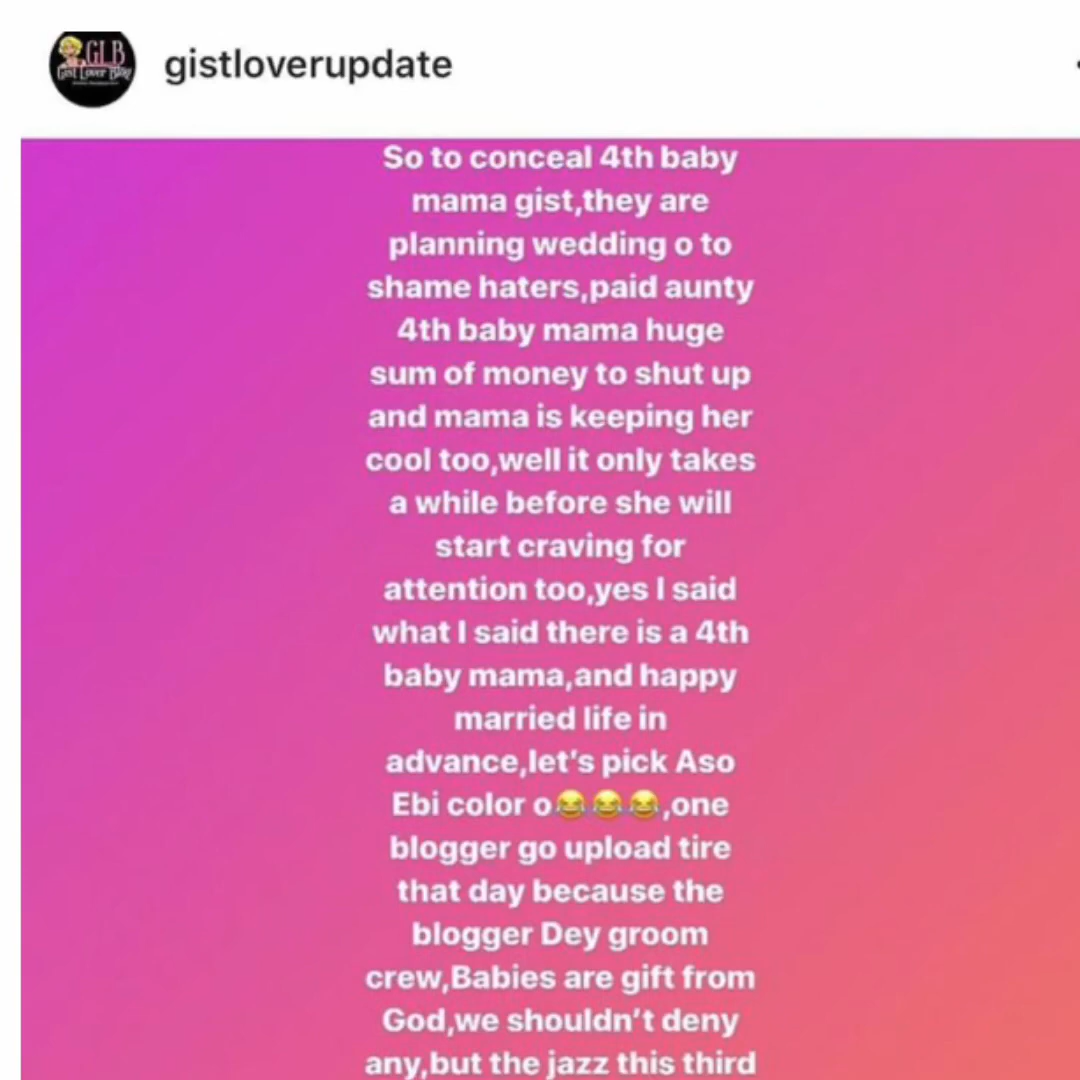 GLB
Gist Lover Blog
gistloverupdate
So to conceal 4th baby
mama gist,they are
planning wedding o to
shame haters,paid aunty
4th baby mama huge
sum of money to shut up
and mama is keeping her
cool too,well it only takes
a while before she will
start craving for
attention too,yes I said
what I said there is a 4th
baby mama,and happy
married life in
advance,let's pick Aso
Ebi color o😂😂😂,one
blogger go upload tire
that day because the
blogger Dey groom
crew,Babies are gift from
God,we shouldn't deny
any,but the jazz this third